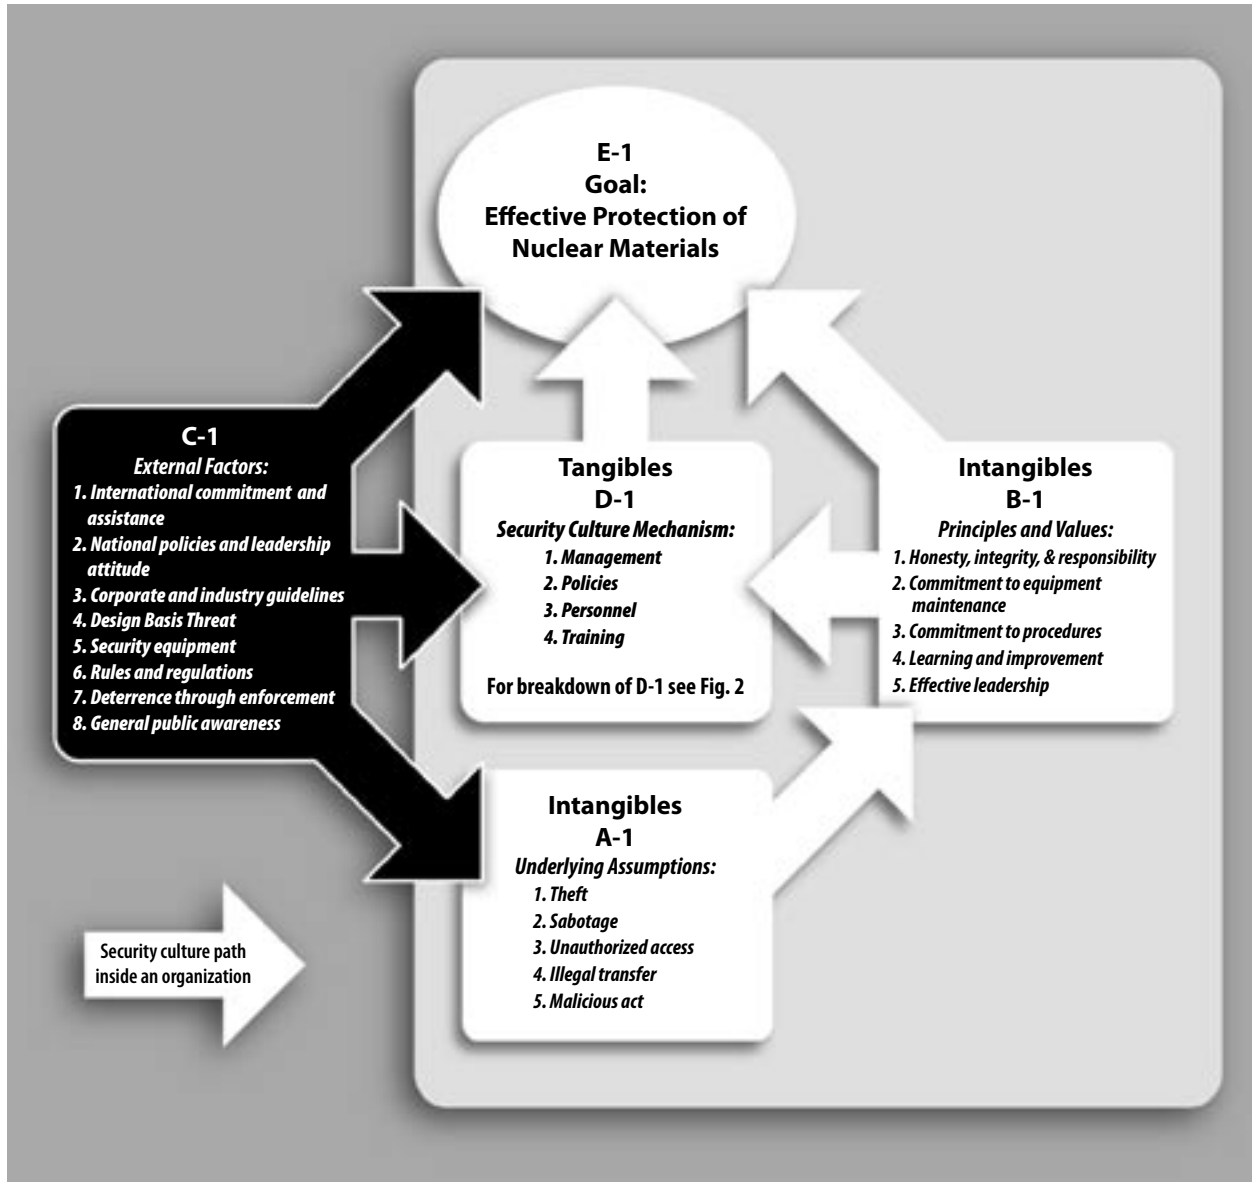 E-1
Goal:
Effective Protection of
Nuclear Materials
C-1
External Factors:
1. International commitment and
assistance
2. National policies and leadership
attitude
3. Corporate and industry guidelines
4. Design Basis Threat
5. Security equipment
6. Rules and regulations
7. Deterrence through enforcement
8. General public awareness
Tangibles
D-1
Security Culture Mechanism:
1. Management
2. Policies
3. Personnel
4. Training
For breakdown of D-1 see Fig. 2
Intangibles
B-1
Principles and Values:
1. Honesty, integrity, & responsibility
2. Commitment to equipment
maintenance
3. Commitment to procedures
4. Learning and improvement
5. Effective leadership
Intangibles
A-1
Underlying Assumptions:
1. Theft
2. Sabotage
3. Unauthorized access
4. Illegal transfer
5. Malicious act
Security culture path
inside an organization